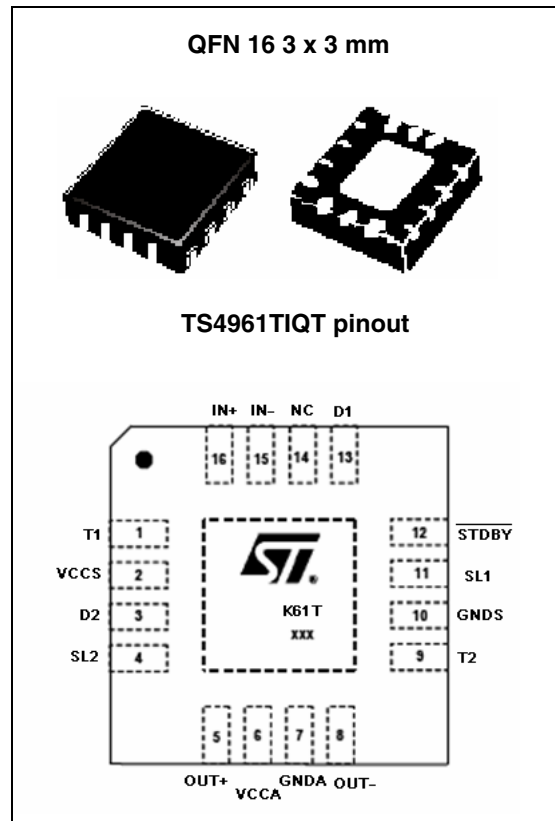 QFN 16 3 x 3 mm
TS4961TIQT pinout
IN+ IN– NC D1
16 15 14 13
T1 1 12 STDBY
VCCS 2 11 SL1
ST®
K61T
D2 3 10 GNDS
xxx
SL2 4 9 T2
5 6 7 8
OUT+ GNDA OUT–
VCCA